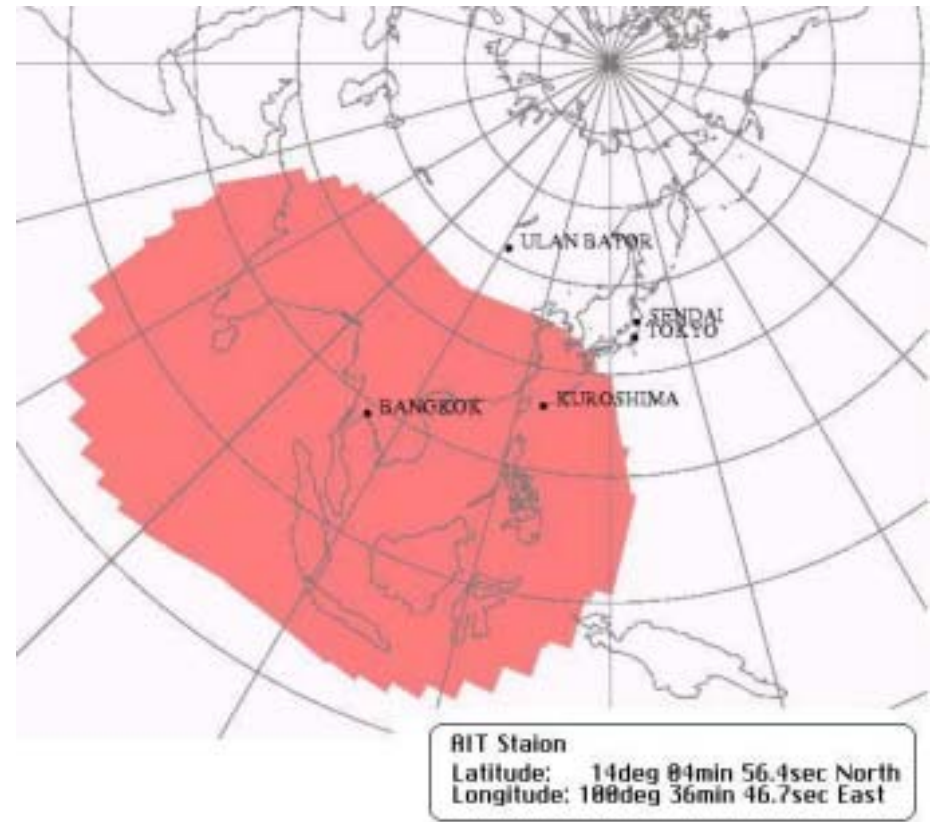 ULAN BATOR
SENDAI
TOKYO
KUROSHIMA
BANGKOK
AIT Staion
Latitude: 14deg 04min 56.4sec North
Longitude: 100deg 36min 46.7sec East